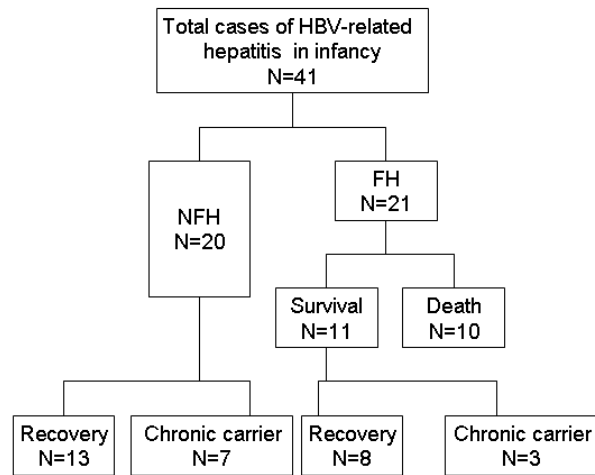 Total cases of HBV-related
hepatitis in infancy
N=41
NFH
N=20
FH
N=21
Survival
N=11
Death
N=10
Recovery
N=13
Chronic carrier
N=7
Recovery
N=8
Chronic carrier
N=3